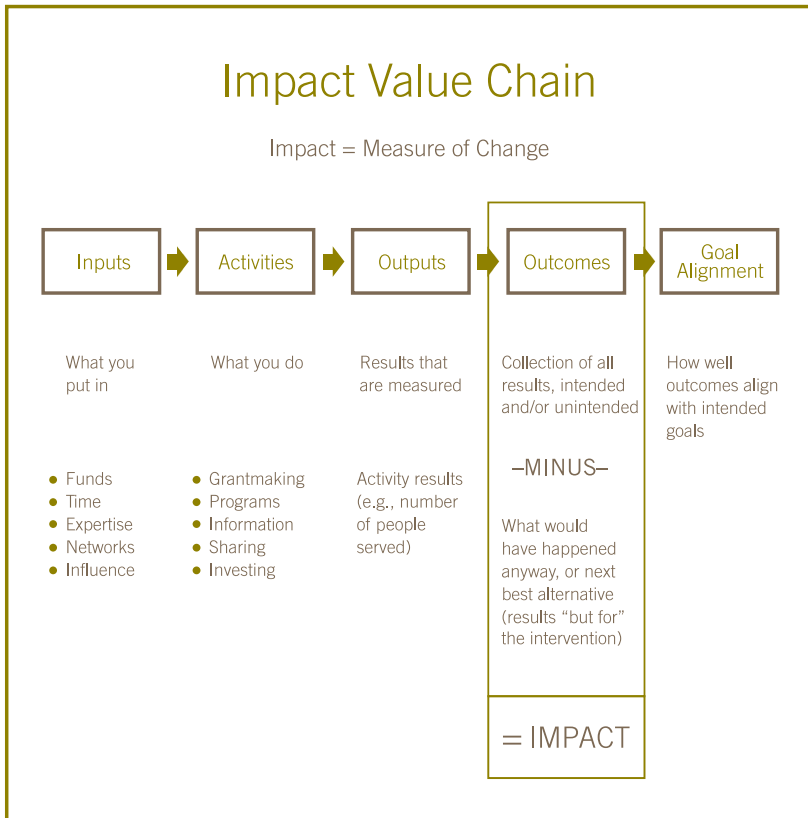 Impact Value Chain
Impact = Measure of Change
Inputs
Activities
Outputs
Outcomes
Goal
Alignment
What you
put in
What you do
Results that
are measured
Collection of all
results, intended
and/or unintended
How well
outcomes align
with intended
goals
• Funds
• Time
• Expertise
• Networks
• Influence
• Grantmaking
• Programs
• Information
• Sharing
• Investing
Activity results
(e.g., number
of people
served)
–MINUS–
What would
have happened
anyway, or next
best alternative
(results “but for”
the intervention)
= IMPACT